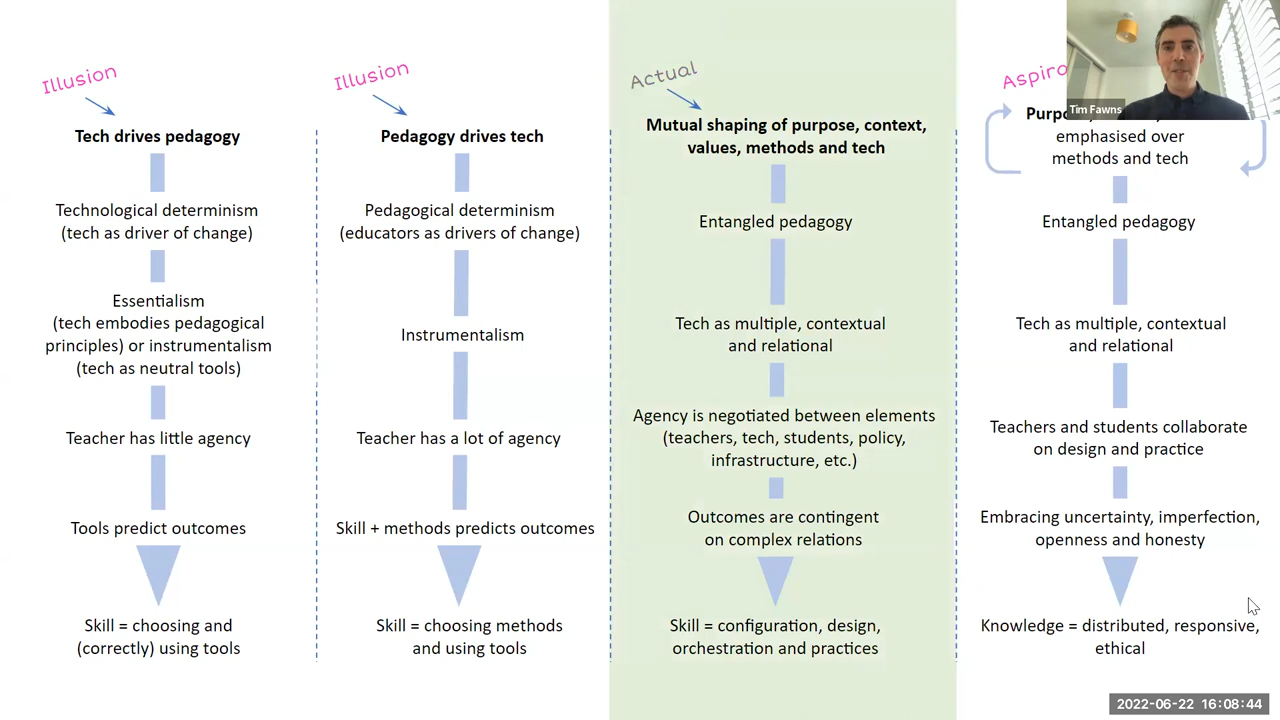 Illusion
Tech drives pedagogy
Technological determinism
(tech as driver of change)
Essentialism
(tech embodies pedagogical
principles) or instrumentalism
(tech as neutral tools)
Teacher has little agency
Tools predict outcomes
Skill = choosing and
(correctly) using tools
Illusion
Pedagogy drives tech
Pedagogical determinism
(educators as drivers of change)
Instrumentalism
Teacher has a lot of agency
Skill + methods predicts outcomes
Skill = choosing methods
and using tools
Actual
Mutual shaping of purpose, context,
values, methods and tech
Entangled pedagogy
Tech as multiple, contextual
and relational
Agency is negotiated between elements
(teachers, tech, students, policy,
infrastructure, etc.)
Outcomes are contingent
on complex relations
Skill = configuration, design,
orchestration and practices
emphasised over
methods and tech
Entangled pedagogy
Tech as multiple, contextual
and relational
Teachers and students collaborate
on design and practice
Embracing uncertainty, imperfection,
openness and honesty
Knowledge = distributed, responsive,
ethical
Tim Fawns
2022-06-22 16:08:44